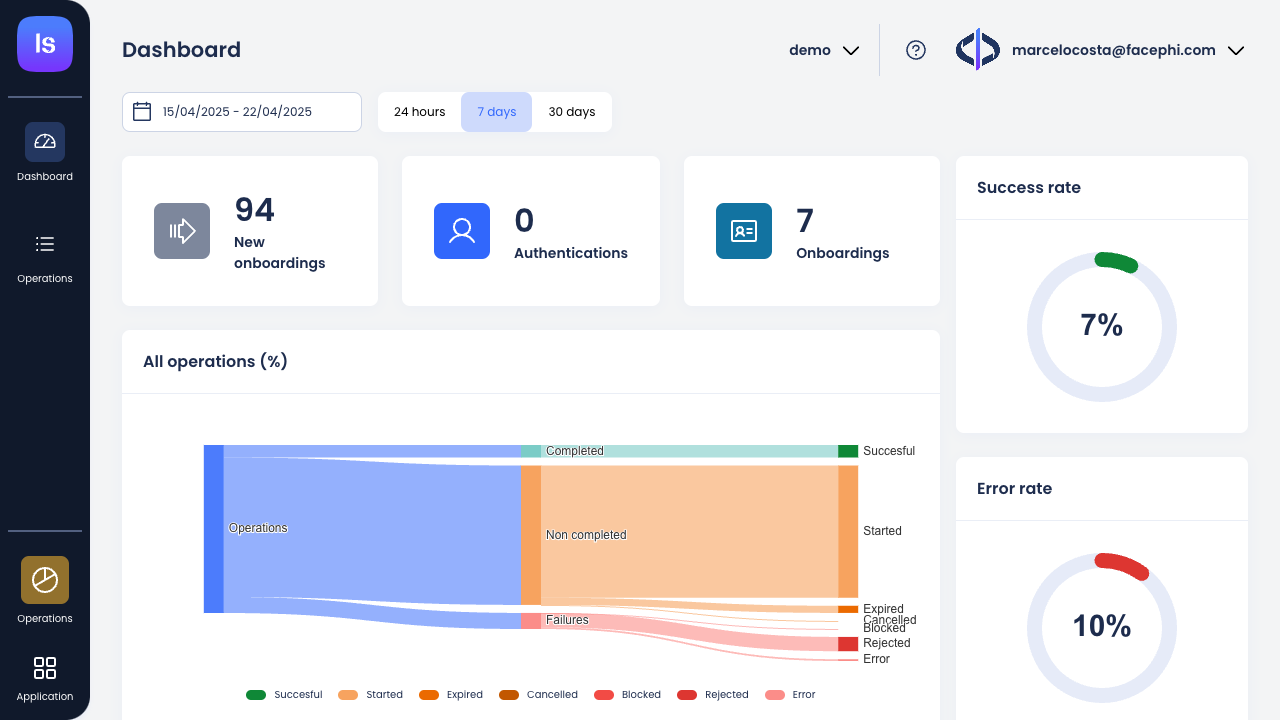 Is
Dashboard
demo
marcelocosta@facephi.com
15/04/2025 - 22/04/2025
24 hours
7 days
30 days
Dashboard
Operations
Operations
Application
94
New
onboardings
0
Authentications
7
Onboardings
Success rate
7%
All operations (%)
Operations
Completed
Non completed
Failures
Succesful
Started
Expired
Cancelled
Blocked
Rejected
Error
Succesful
Started
Expired
Cancelled
Blocked
Rejected
Error
Error rate
10%